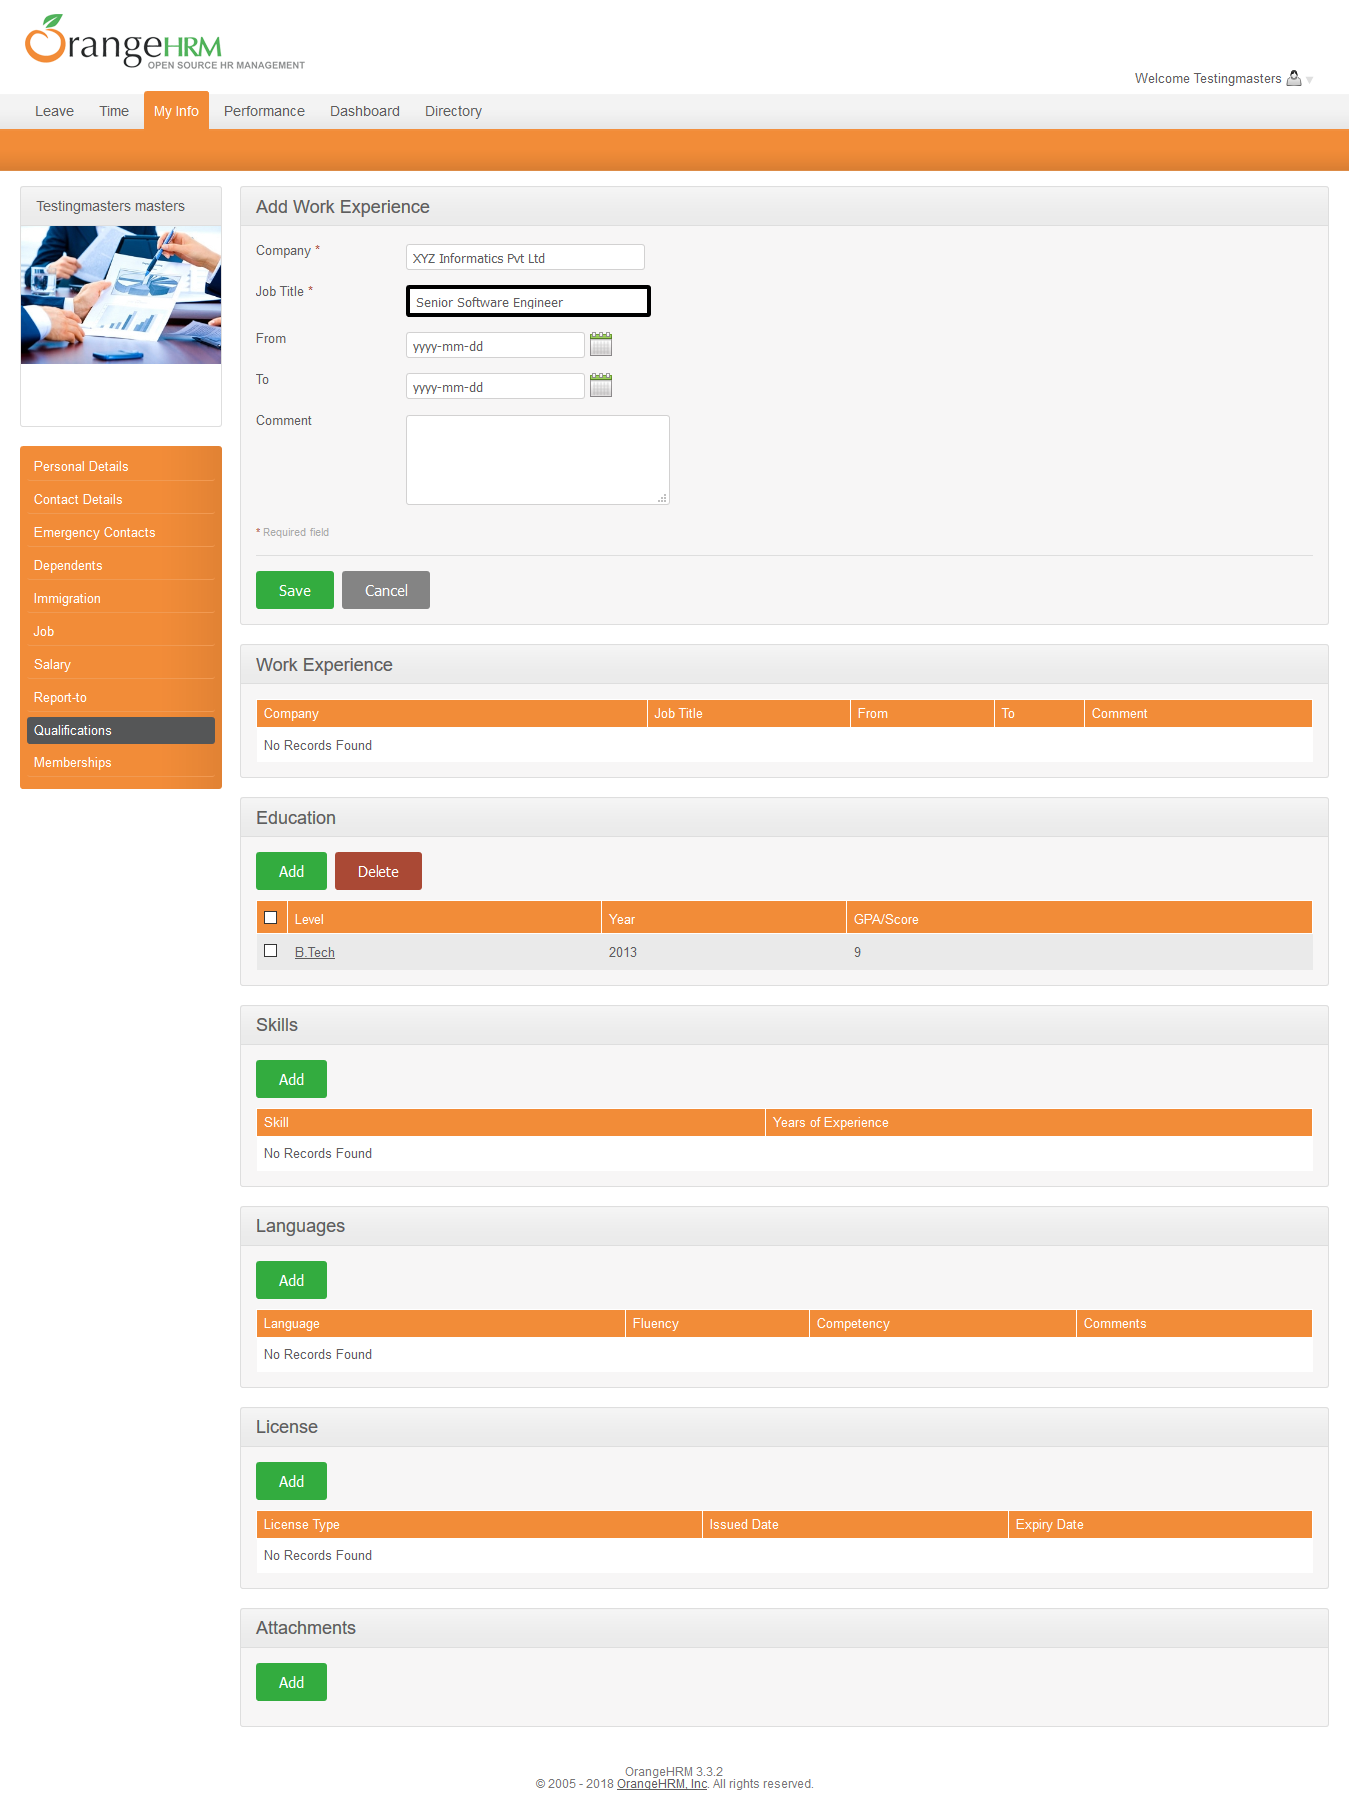 OrangeHRM
OPEN SOURCE HR MANAGEMENT
Welcome Testingmasters
Leave Time My Info Performance Dashboard Directory
Testingmasters masters
Personal Details
Contact Details
Emergency Contacts
Dependents
Immigration
Job
Salary
Report-to
Qualifications
Memberships
Add Work Experience
Company * XYZ Informatics Pvt Ltd
Job Title * Senior Software Engineer
From yyyy-mm-dd
To yyyy-mm-dd
Comment
* Required field
Save Cancel
Work Experience
Company Job Title From To Comment
No Records Found
Education
Add Delete
Level Year GPA/Score
B.Tech 2013 9
Skills
Add
Skill Years of Experience
No Records Found
Languages
Add
Language Fluency Competency Comments
No Records Found
License
Add
License Type Issued Date Expiry Date
No Records Found
Attachments
Add
OrangeHRM 3.3.2
© 2005 - 2018 OrangeHRM, Inc. All rights reserved.